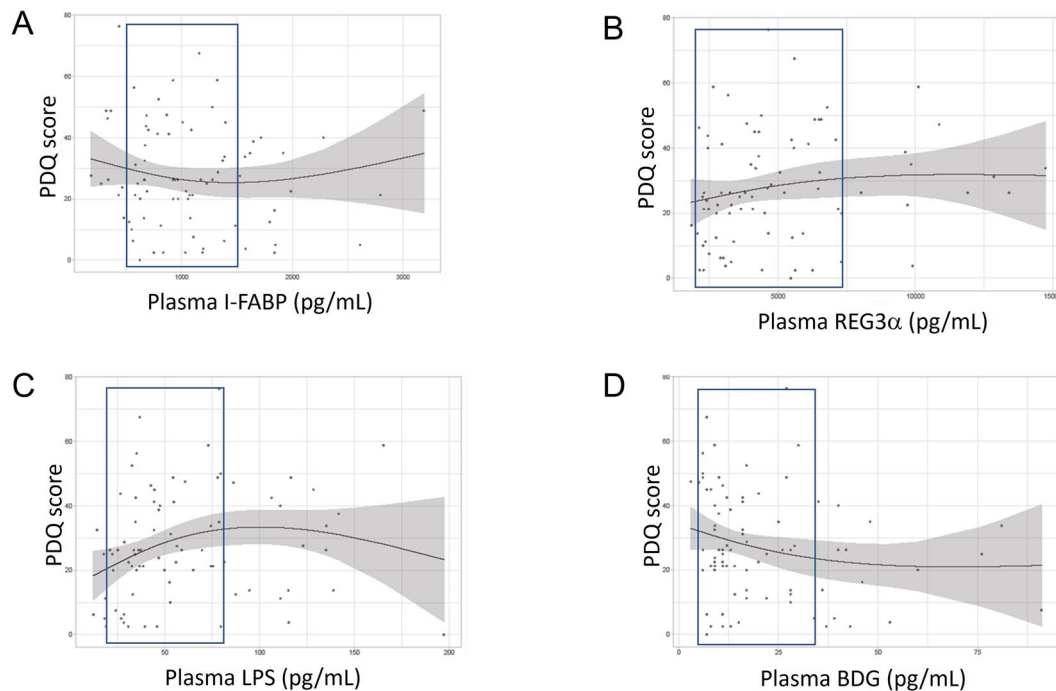 A
80
60
40
20
0
PDQ score
1000
2000
3000
Plasma I-FABP (pg/mL)
B
80
60
40
20
0
PDQ score
5000
10000
1500
Plasma REG3α (pg/mL)
C
80
60
40
20
0
PDQ score
50
100
150
200
Plasma LPS (pg/mL)
D
80
60
40
20
0
PDQ score
0
25
50
75
Plasma BDG (pg/mL)